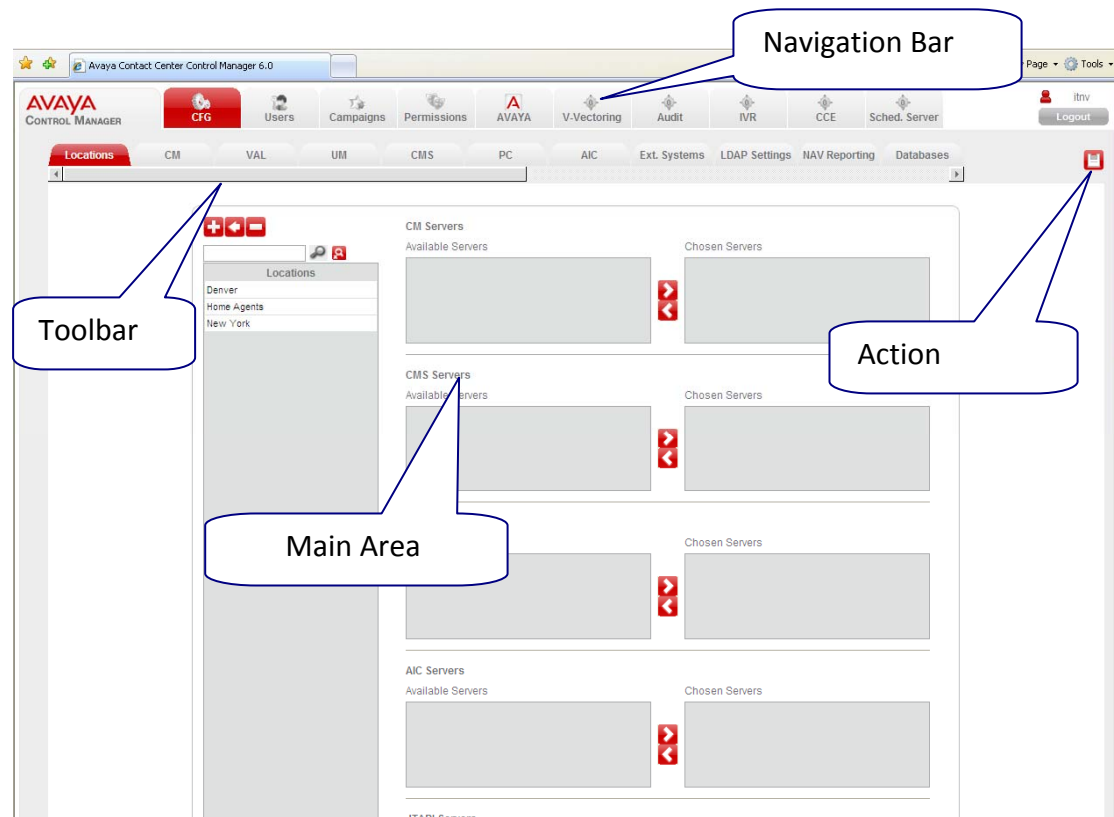 Navigation Bar
Avaya Contact Center Control Manager 6.0
Page
Tools
AVAYA
CONTROL MANAGER
CFG
Users
Campaigns
Permissions
AVAYA
V-Vectoring
Audit
IVR
CCE
Sched. Server
itnv
Logout
Locations
CM
VAL
UM
CMS
PC
AIC
Ext. Systems
LDAP Settings
NAV Reporting
Databases
CM Servers
Available Servers
Chosen Servers
Locations
Denver
Home Agents
New York
Toolbar
Action
CMS Servers
Available Servers
Chosen Servers
Main Area
Chosen Servers
AIC Servers
Available Servers
Chosen Servers